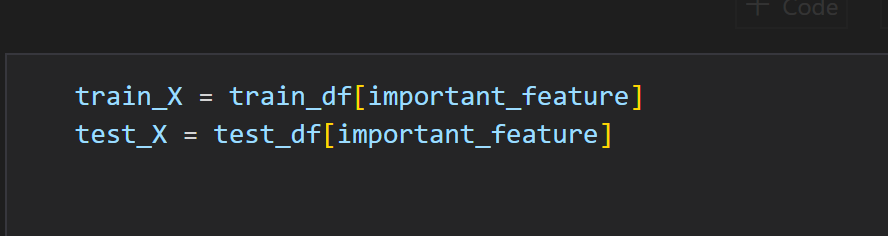 + Code
train_X = train_df[important_feature]
test_X = test_df[important_feature]